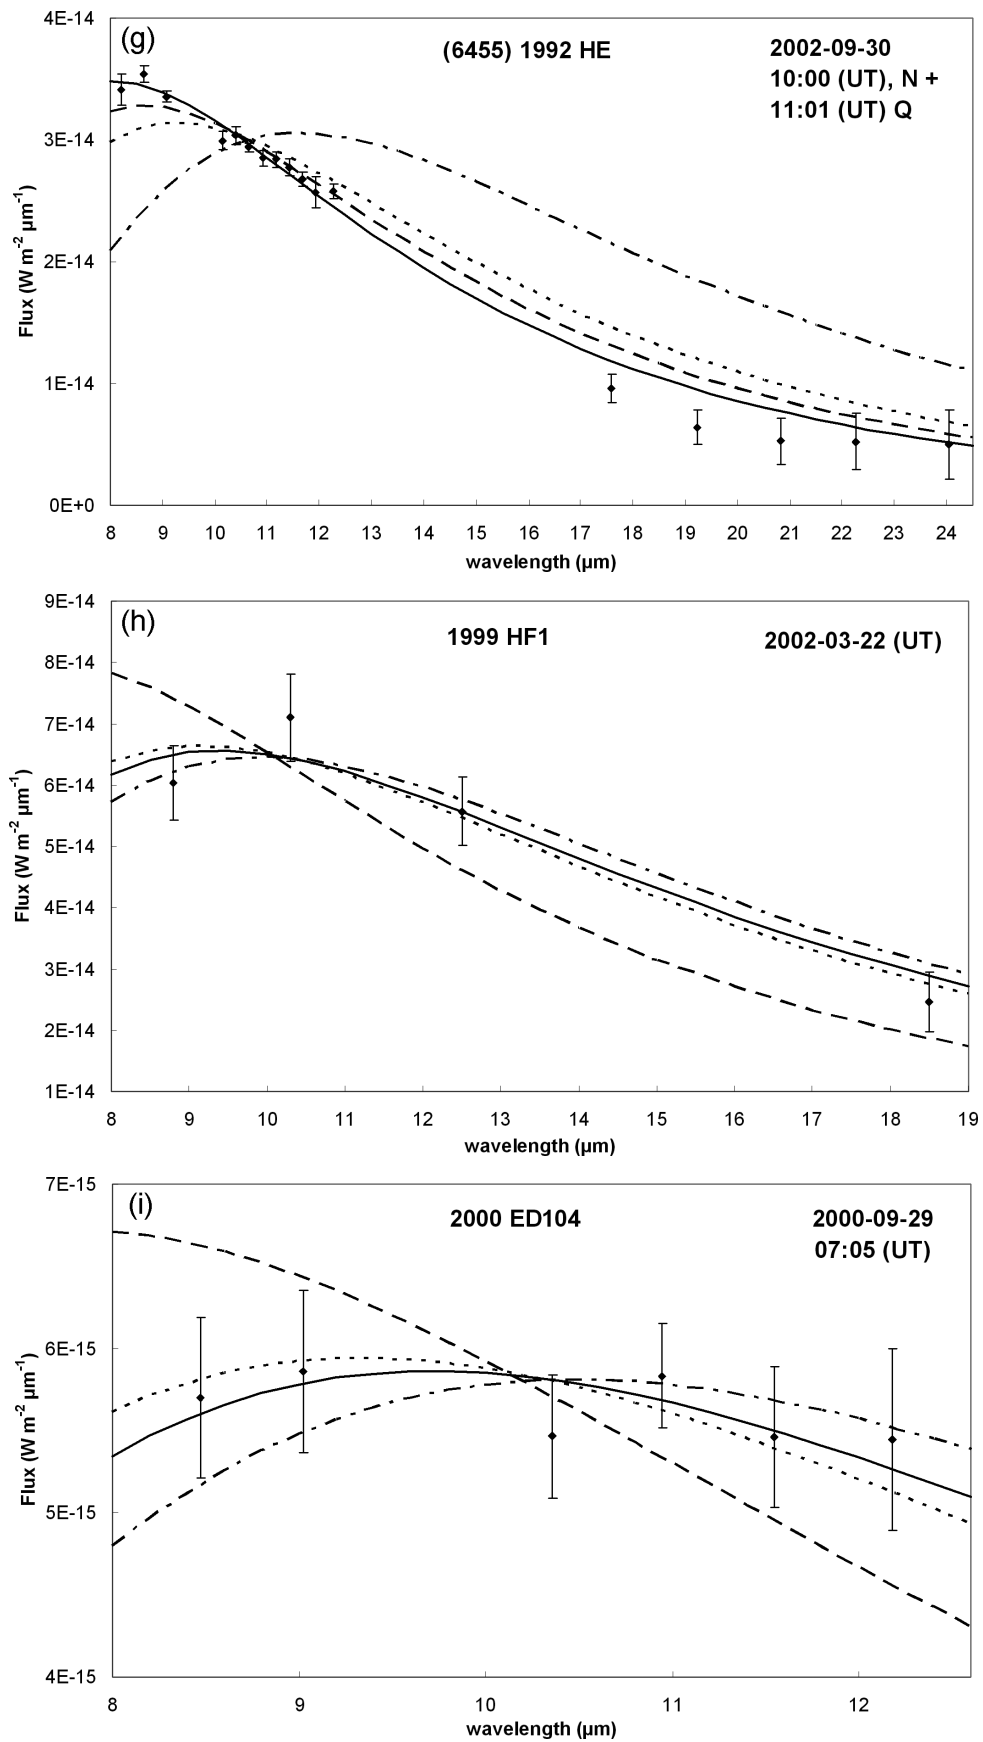 4E-14
(g)
(6455) 1992 HE
2002-09-30
10:00 (UT), N +
11:01 (UT) Q
3E-14
2E-14
1E-14
0E+0
Flux (W m-2 µm-1)
8 9 10 11 12 13 14 15 16 17 18 19 20 21 22 23 24
wavelength (µm)
9E-14
(h)
1999 HF1
2002-03-22 (UT)
8E-14
7E-14
6E-14
5E-14
4E-14
3E-14
2E-14
1E-14
Flux (W m-2 µm-1)
8 9 10 11 12 13 14 15 16 17 18 19
wavelength (µm)
7E-15
(i)
2000 ED104
2000-09-29
07:05 (UT)
6E-15
5E-15
4E-15
Flux (W m-2 µm-1)
8 9 10 11 12
wavelength (µm)